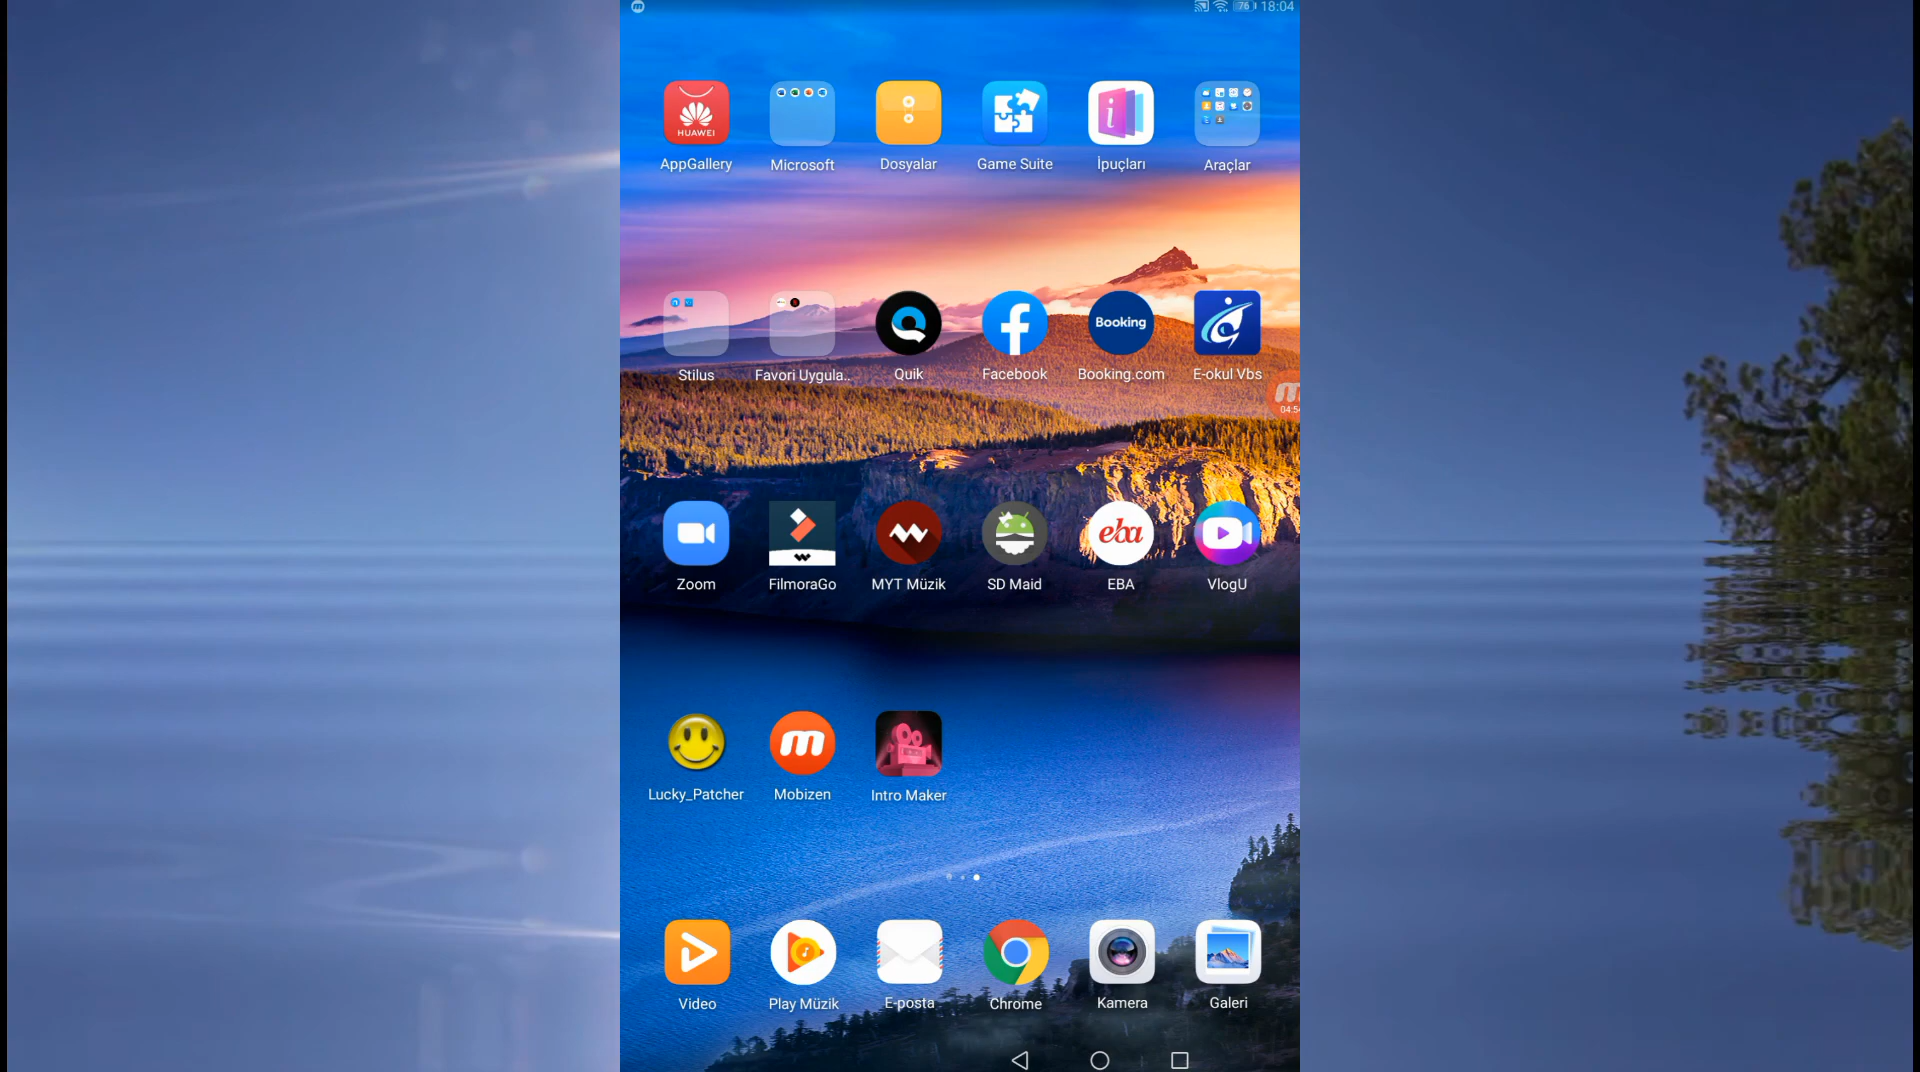 76 18:04
HUAWEI
AppGallery Microsoft Dosyalar Game Suite İpuçları Araçlar
Booking
Stilus Favori Uygula.. Quik Facebook Booking.com E-okul Vbs
eba
Zoom FilmoraGo MYT Müzik SD Maid EBA VlogU
Lucky_Patcher Mobizen Intro Maker
Video Play Müzik E-posta Chrome Kamera Galeri